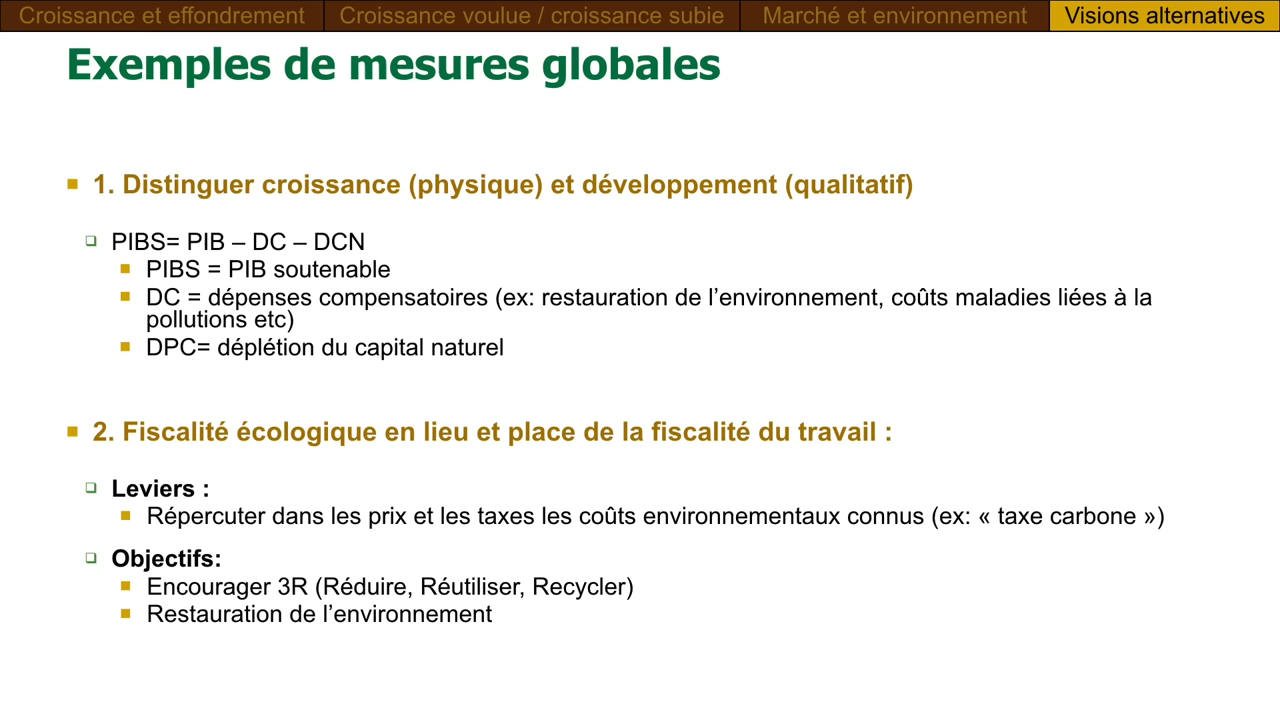 Croissance et effondrement
Croissance voulue / croissance subie
Marché et environnement
Visions alternatives
Exemples de mesures globales
1. Distinguer croissance (physique) et développement (qualitatif)
PIBS= PIB – DC – DCN
PIBS = PIB soutenable
DC = dépenses compensatoires (ex: restauration de l’environnement, coûts maladies liées à la
pollutions etc)
DPC= déplétion du capital naturel
2. Fiscalité écologique en lieu et place de la fiscalité du travail :
Leviers :
Répercuter dans les prix et les taxes les coûts environnementaux connus (ex: « taxe carbone »)
Objectifs:
Encourager 3R (Réduire, Réutiliser, Recycler)
Restauration de l’environnement